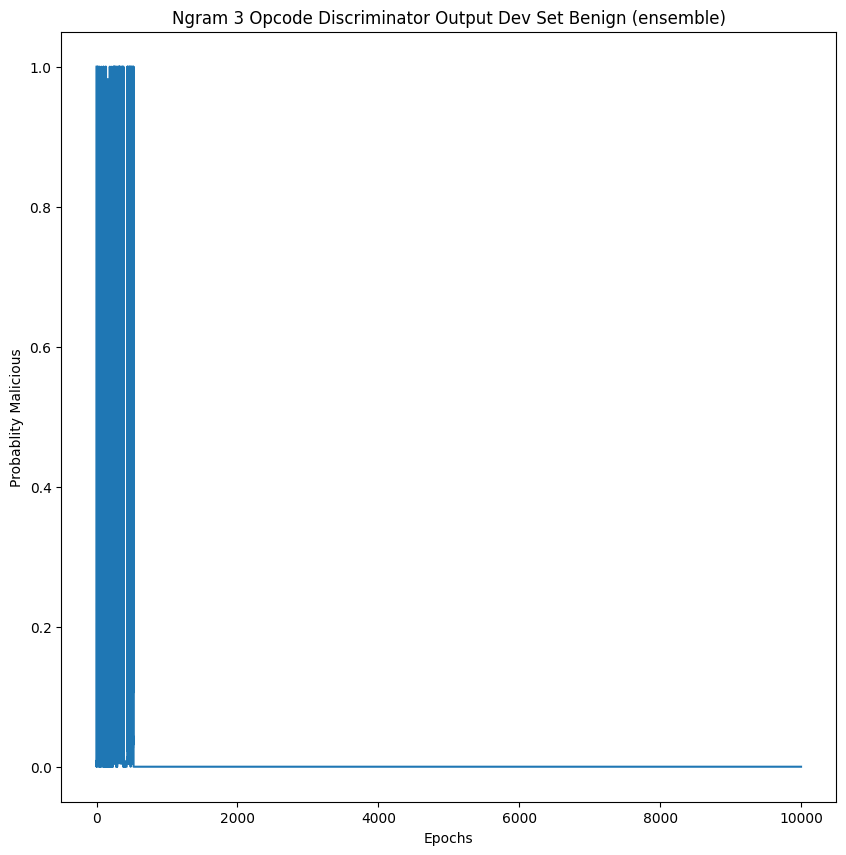 Ngram 3 Opcode Discriminator Output Dev Set Benign (ensemble)
1.0
0.8
0.6
0.4
0.2
0.0
Probablity Malicious
0 2000 4000 6000 8000 10000
Epochs